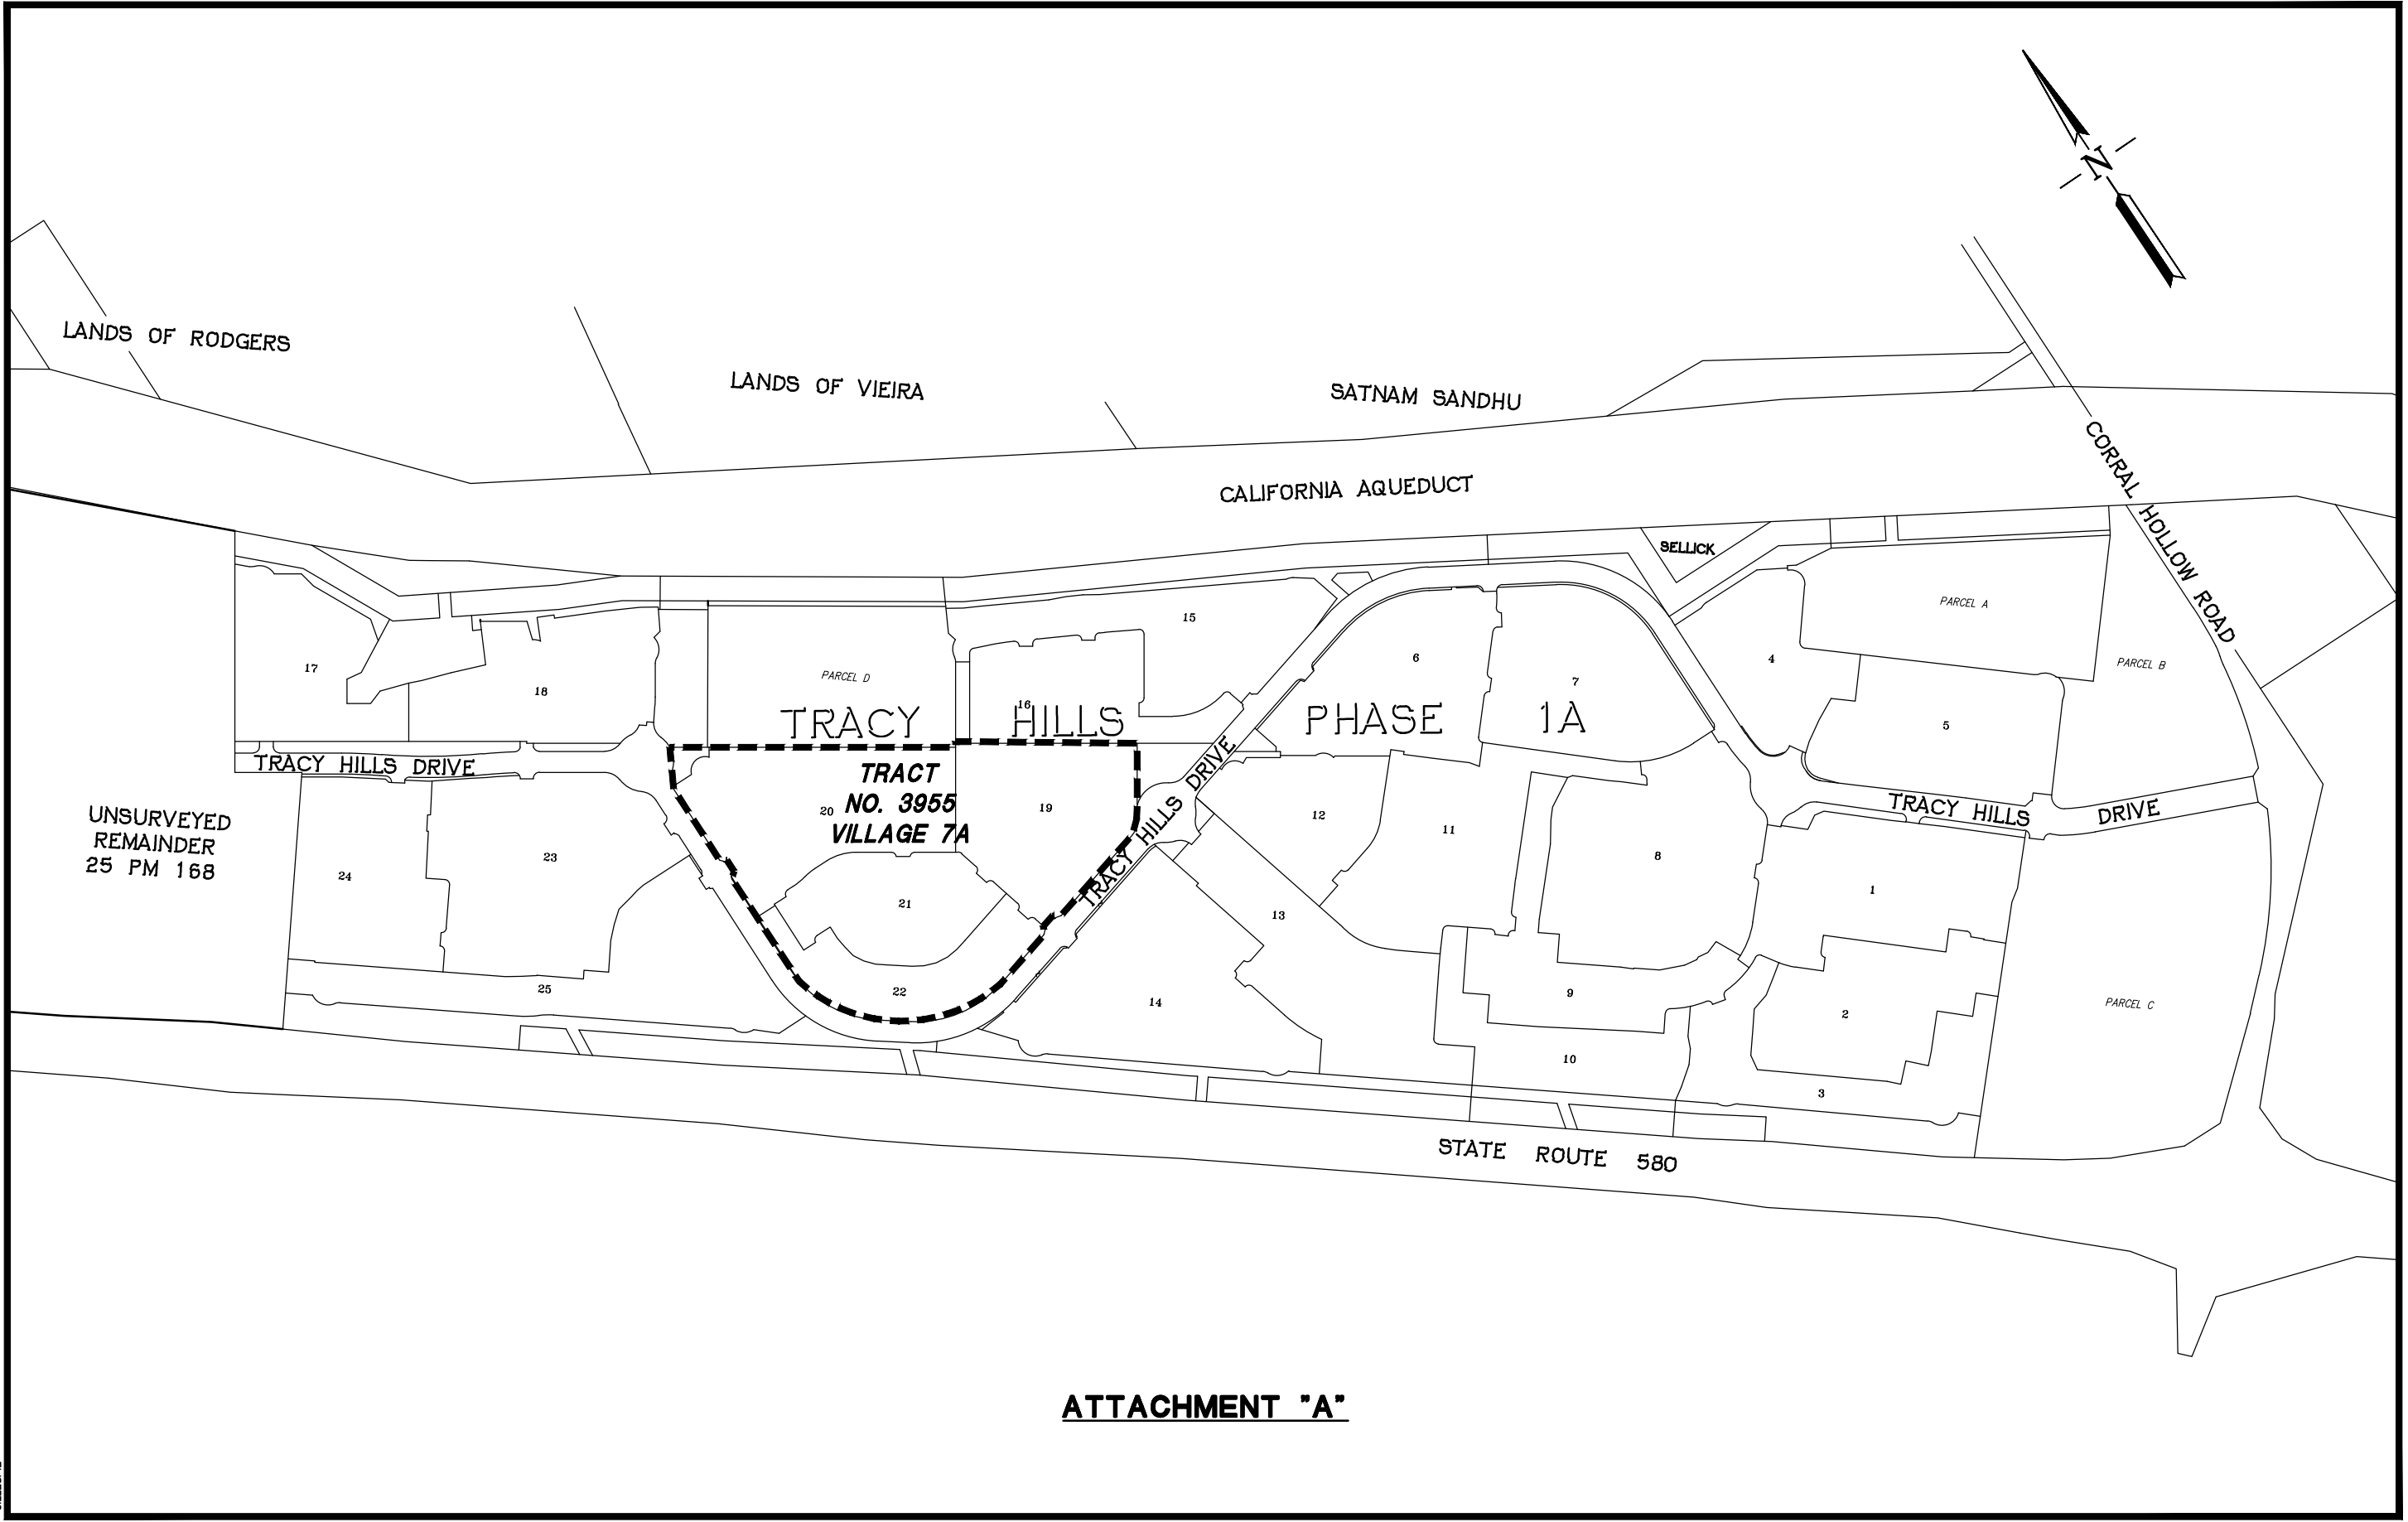 N
LANDS OF RODGERS
LANDS OF VIEIRA
SATNAM SANDHU
CALIFORNIA AQUEDUCT
CORRAL HOLLOW ROAD
SELLICK
PARCEL A
PARCEL B
15
6
7
4
5
17
18
PARCEL D
16
TRACY HILLS PHASE 1A
TRACY HILLS DRIVE
TRACT
NO. 3955
VILLAGE 7A
20
19
TRACY HILLS DRIVE
TRACY HILLS DRIVE
TRACY HILLS DRIVE
UNSURVEYED
REMAINDER
25 PM 168
24
23
21
22
25
12
11
8
13
14
1
9
2
10
3
PARCEL C
STATE ROUTE 580
ATTACHMENT "A"